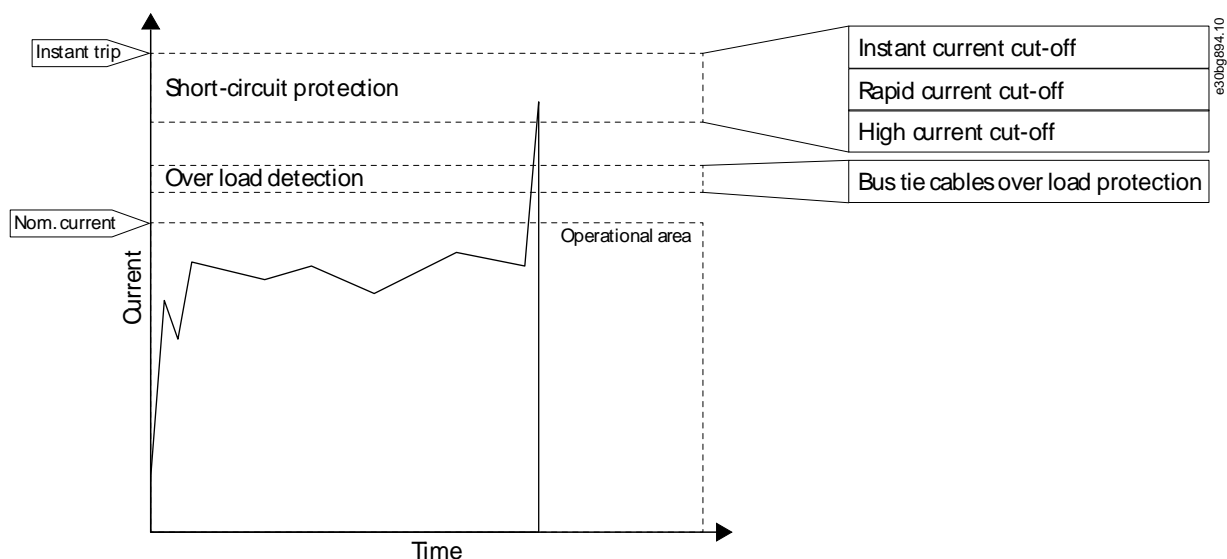 Instant trip
Short-circuit protection
Over load detection
Nom. current
Operational area
Current
Time
Instant current cut-off
Rapid current cut-off
High current cut-off
Bus tie cables over load protection
e30bg894.10